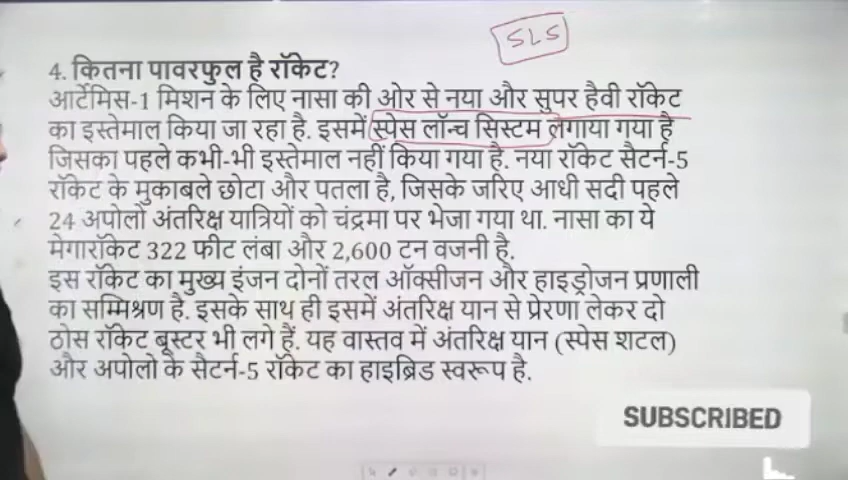 SLS
4. कितना पावरफुल है रॉकेट?
आर्टेमिस-1 मिशन के लिए नासा की ओर से नया और सुपर हैवी रॉकेट
का इस्तेमाल किया जा रहा है. इसमें स्पेस लॉन्च सिस्टम लगाया गया है
जिसका पहले कभी-भी इस्तेमाल नहीं किया गया है. नया रॉकेट सैटर्न-5
रॉकेट के मुकाबले छोटा और पतला है, जिसके जरिए आधी सदी पहले
24 अपोलो अंतरिक्ष यात्रियों को चंद्रमा पर भेजा गया था. नासा का ये
मेगारॉकेट 322 फीट लंबा और 2,600 टन वजनी है.
इस रॉकेट का मुख्य इंजन दोनों तरल ऑक्सीजन और हाइड्रोजन प्रणाली
का सम्मिश्रण है. इसके साथ ही इसमें अंतरिक्ष यान से प्रेरणा लेकर दो
ठोस रॉकेट बूस्टर भी लगे हैं. यह वास्तव में अंतरिक्ष यान (स्पेस शटल)
और अपोलो के सैटर्न-5 रॉकेट का हाइब्रिड स्वरूप है.
SUBSCRIBED